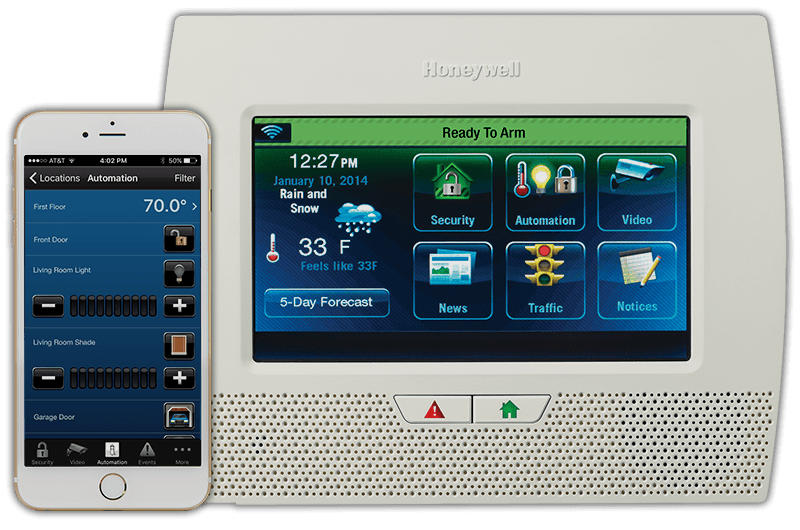 Honeywell
Ready To Arm
12:27 PM
January 10, 2014
Rain and
Snow
33 F
Feels like 33F
5-Day Forecast
Security
Automation
Video
News
Traffic
Notices
AT&T 4:02 PM 50%
Locations Automation Filter
First Floor 70.0°
Front Door
Living Room Light
Living Room Shade
Garage Door
Security Video Automation Events More